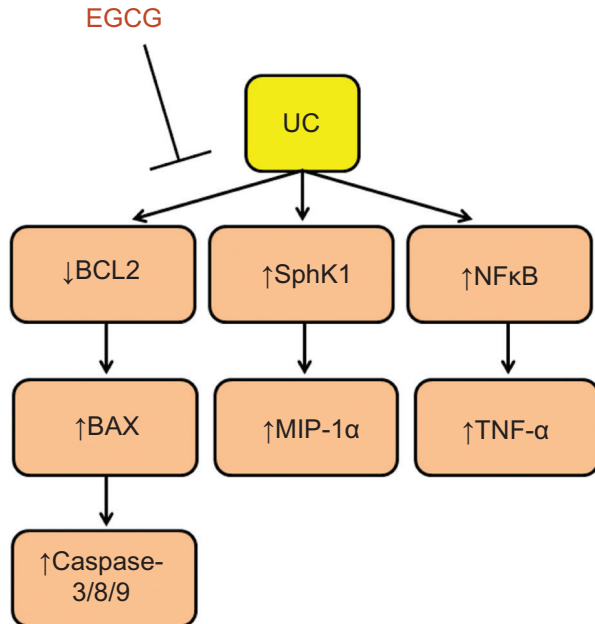 EGCG
UC
↓BCL2
↑SphK1
↑NFκB
↑BAX
↑MIP-1α
↑TNF-α
↑Caspase-
3/8/9